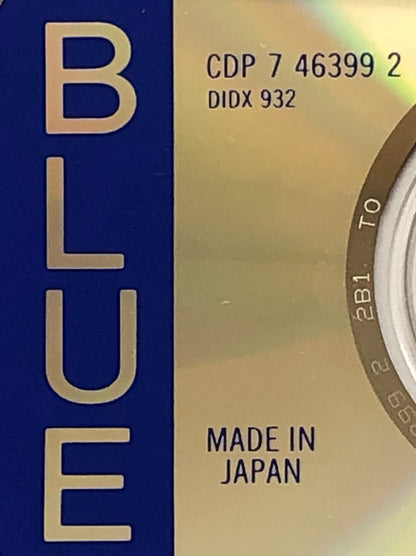 BLUE
CDP 7 46399 2
DIDX 932
MADE IN
JAPAN
2B1 TO